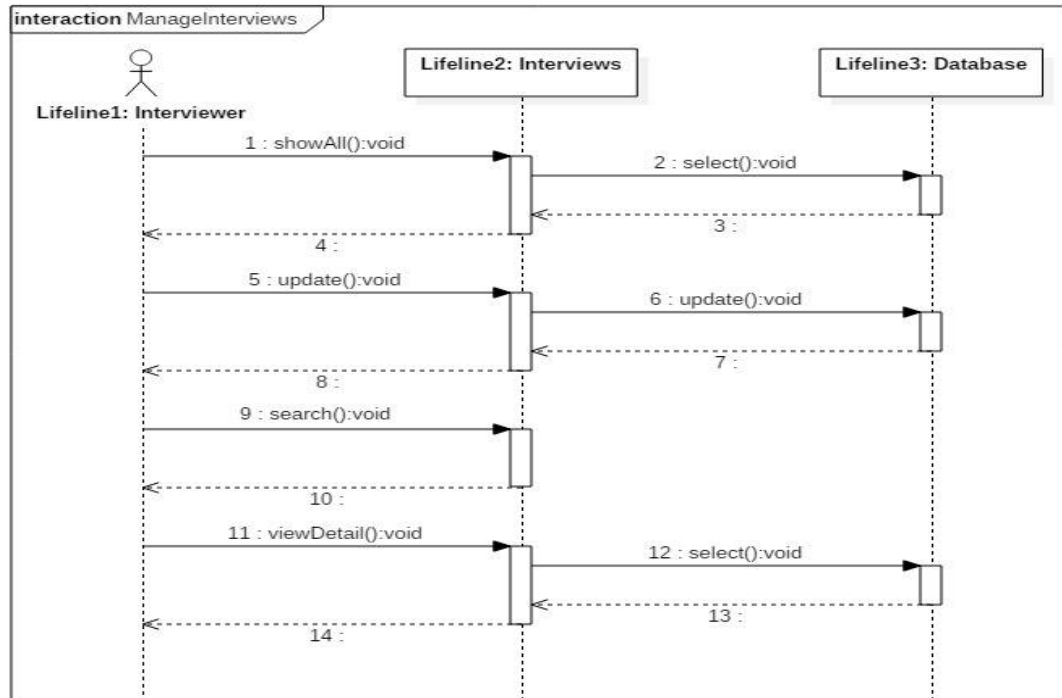 interaction ManageInterviews
Lifeline1: Interviewer
Lifeline2: Interviews
Lifeline3: Database
1 : showAll():void
2 : select():void
3 :
4 :
5 : update():void
6 : update():void
7 :
8 :
9 : search():void
10 :
11 : viewDetail():void
12 : select():void
13 :
14 :